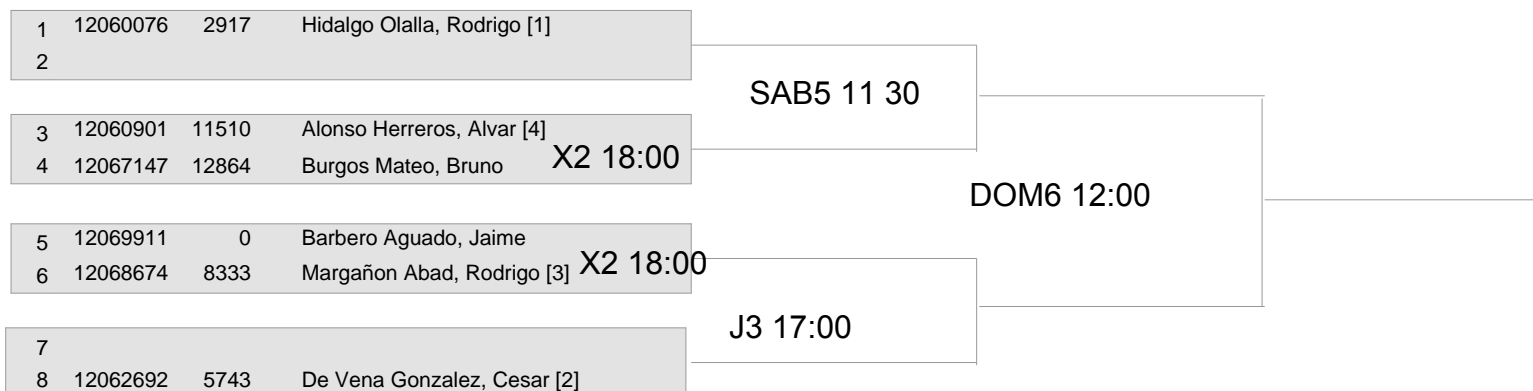 1 12060076 2917 Hidalgo Olalla, Rodrigo [1]
2
SAB5 11 30
3 12060901 11510 Alonso Herreros, Alvar [4]
4 12067147 12864 Burgos Mateo, Bruno X2 18:00
DOM6 12:00
5 12069911 0 Barbero Aguado, Jaime
6 12068674 8333 Margañon Abad, Rodrigo [3] X2 18:00
J3 17:00
7
8 12062692 5743 De Vena Gonzalez, Cesar [2]